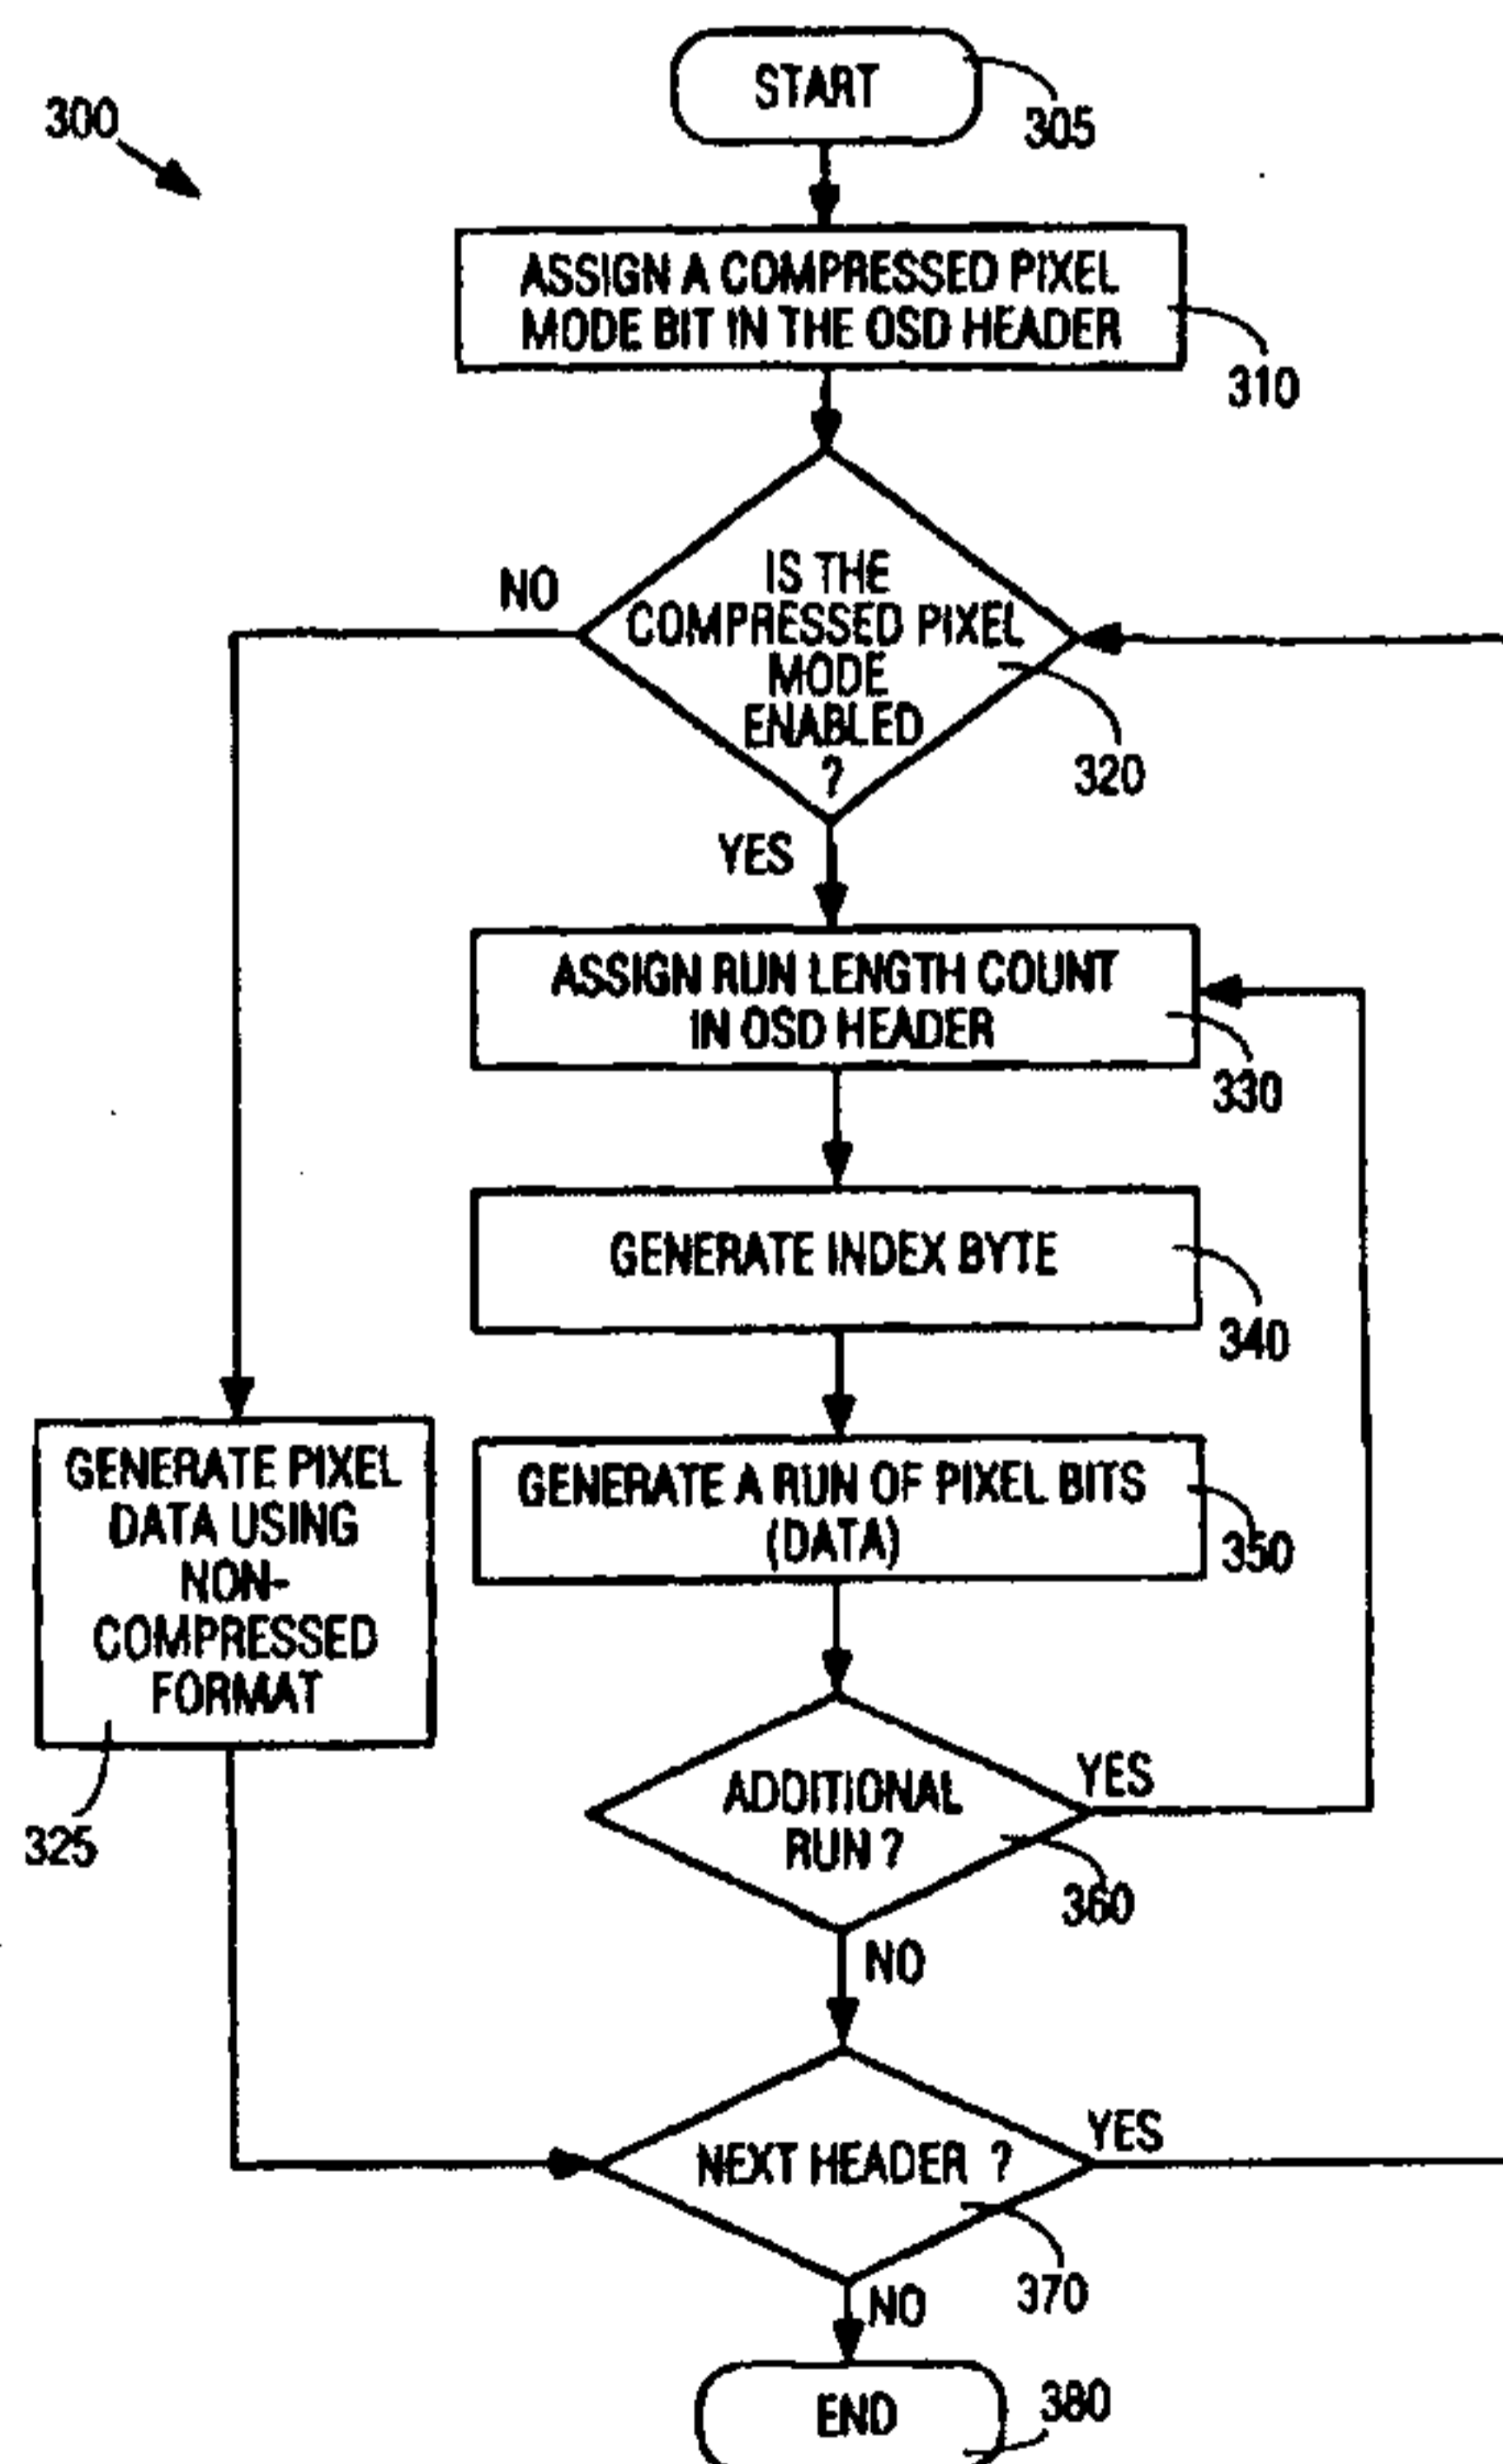 START
300
305
ASSIGN A COMPRESSED PIXEL
MODE BIT IN THE OSD HEADER
310
NO
IS THE
COMPRESSED PIXEL
MODE
ENABLED
?
320
YES
ASSIGN RUN LENGTH COUNT
IN OSD HEADER
330
GENERATE INDEX BYTE
340
GENERATE PIXEL
DATA USING
NON-
COMPRESSED
FORMAT
325
GENERATE A RUN OF PIXEL BITS
(DATA)
350
ADDITIONAL
RUN ?
YES
360
NO
NEXT HEADER ?
YES
370
NO
END
380